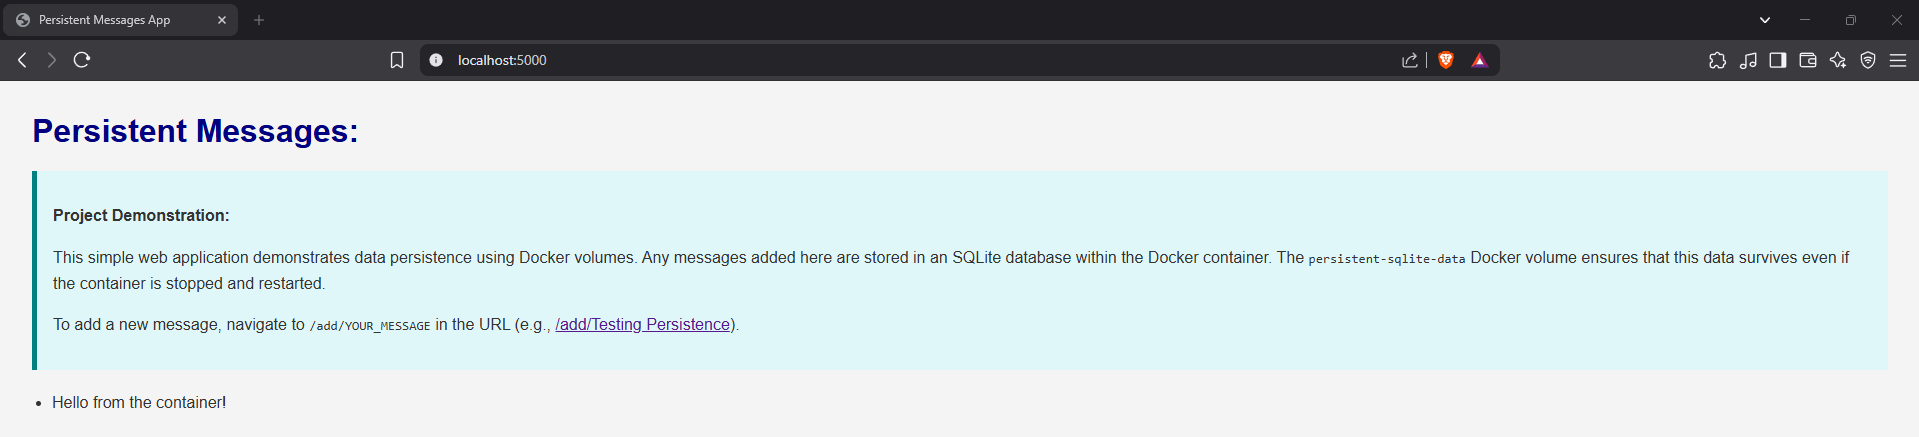 Persistent Messages App
localhost:5000
Persistent Messages:
Project Demonstration:
This simple web application demonstrates data persistence using Docker volumes. Any messages added here are stored in an SQLite database within the Docker container. The persistent-sqlite-data Docker volume ensures that this data survives even if
the container is stopped and restarted.
To add a new message, navigate to /add/YOUR_MESSAGE in the URL (e.g., /add/Testing Persistence).
• Hello from the container!